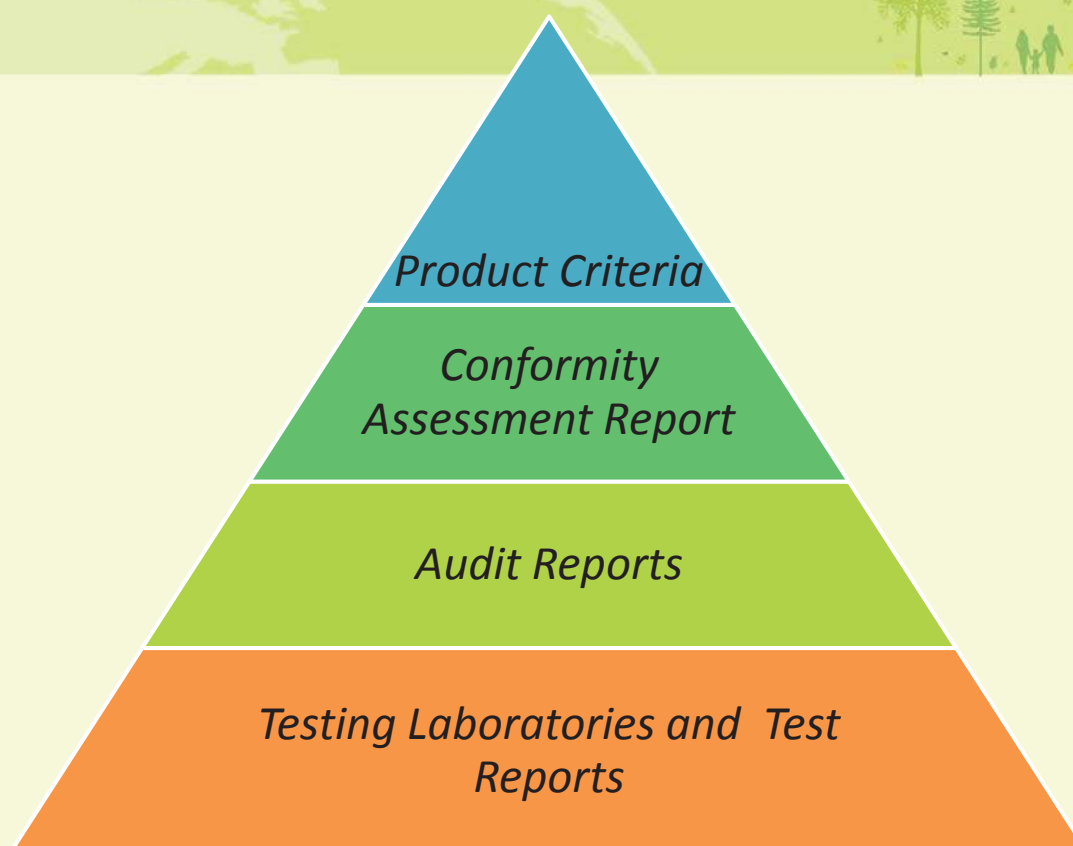 Product Criteria
Conformity
Assessment Report
Audit Reports
Testing Laboratories and  Test
Reports